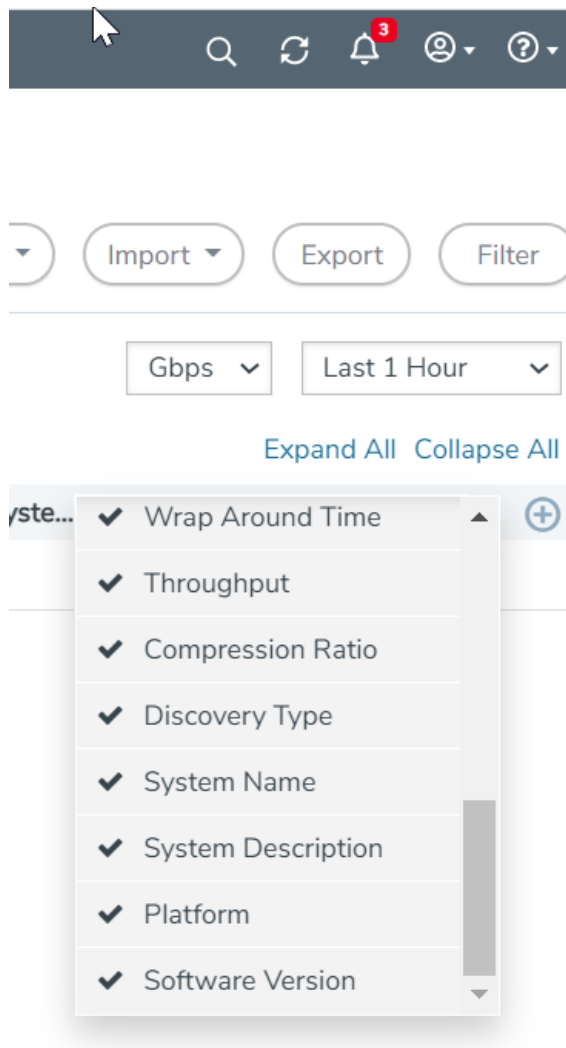 3
Import
Export
Filter
Gbps
Last 1 Hour
Expand All Collapse All
yste...
Wrap Around Time
Throughput
Compression Ratio
Discovery Type
System Name
System Description
Platform
Software Version